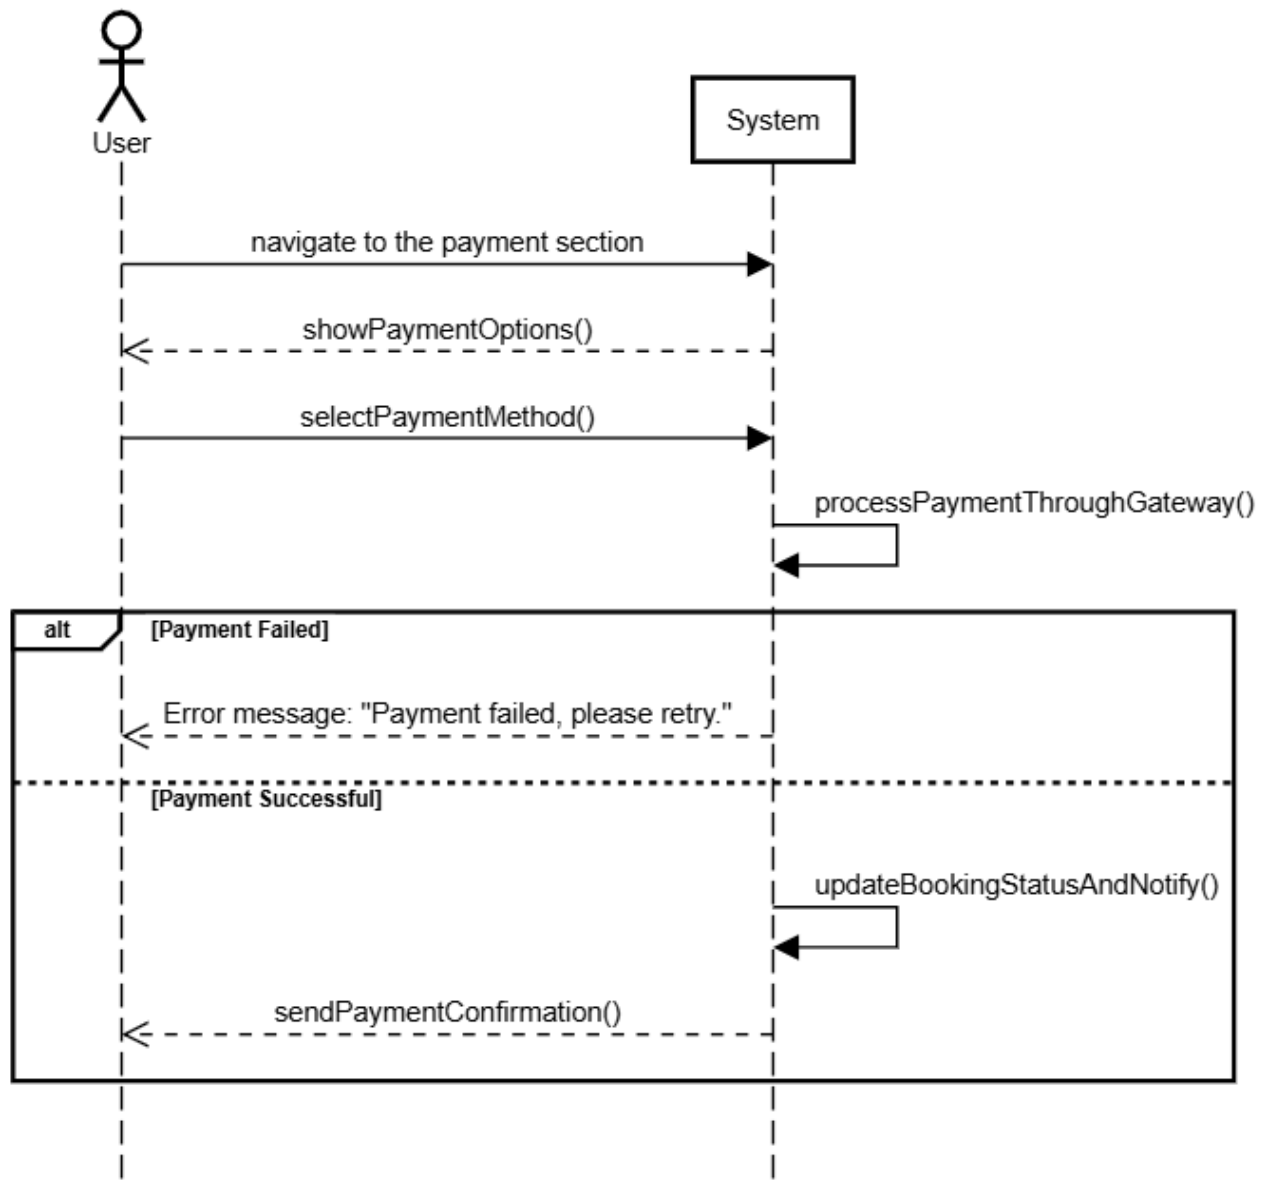 User
System
navigate to the payment section
showPaymentOptions()
selectPaymentMethod()
processPaymentThroughGateway()
alt
[Payment Failed]
Error message: "Payment failed, please retry."
[Payment Successful]
updateBookingStatusAndNotify()
sendPaymentConfirmation()